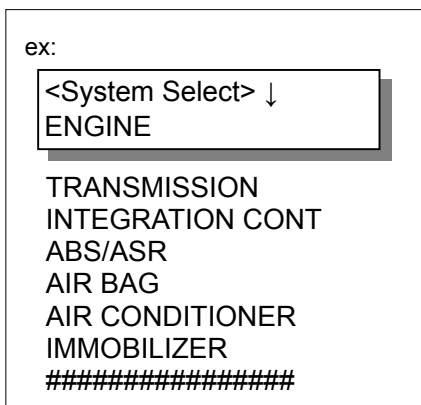 ex:
<System Select> ↓
ENGINE
TRANSMISSION
INTEGRATION CONT
ABS/ASR
AIR BAG
AIR CONDITIONER
IMMOBILIZER
################